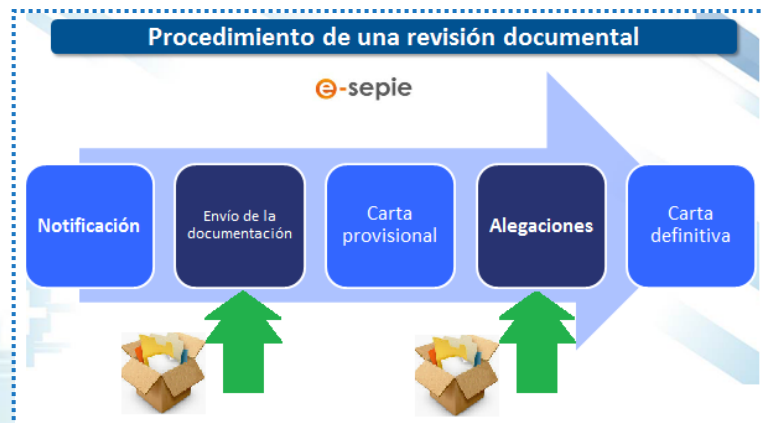 Procedimiento de una revisión documental
e-sepie
Notificación
Envío de la
documentación
Carta
provisional
Alegaciones
Carta
definitiva